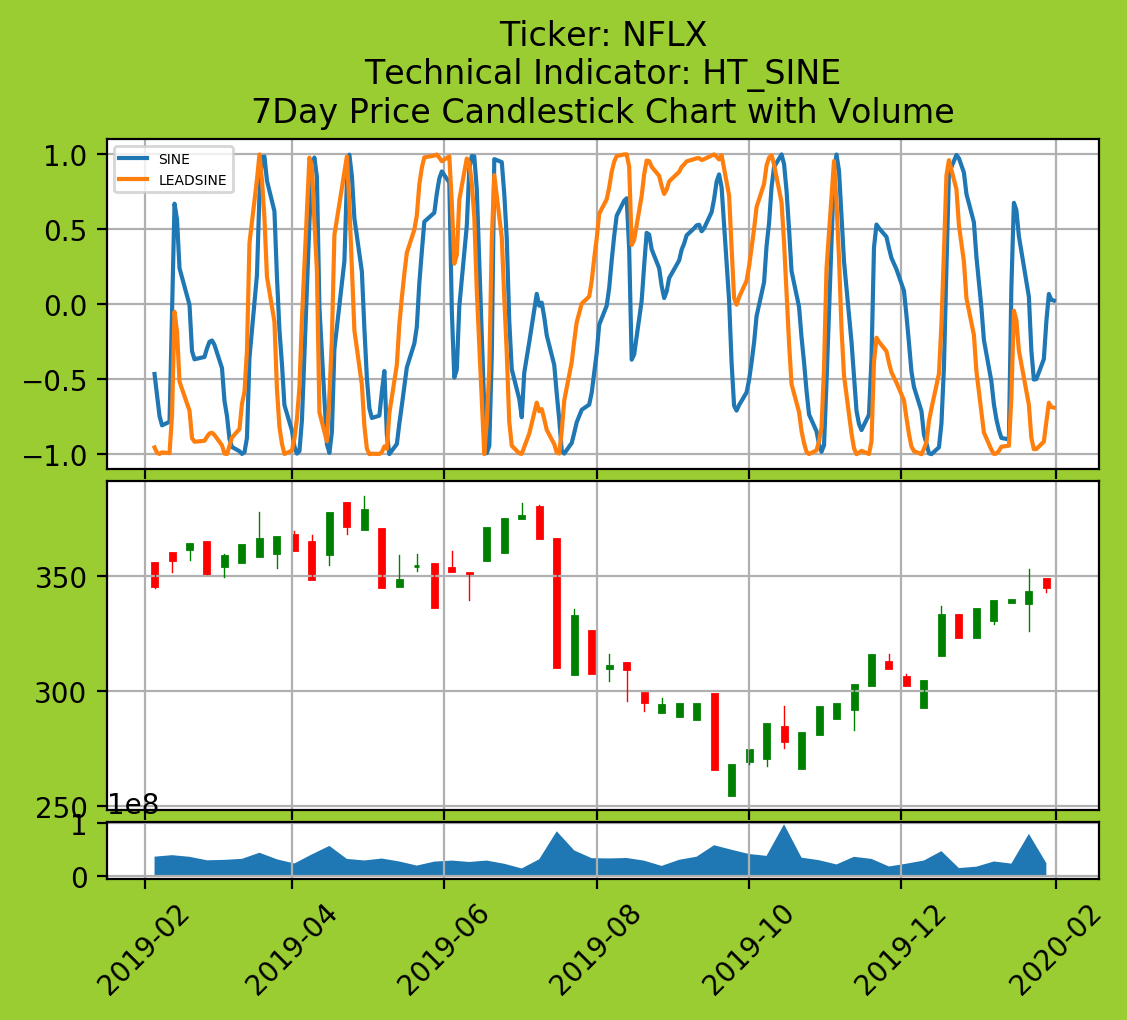 Ticker: NFLX
Technical Indicator: HT_SINE
7Day Price Candlestick Chart with Volume
1.0
0.5
0.0
−0.5
−1.0
SINE
LEADSINE
350
300
250
1e8
1
0
2019-02
2019-04
2019-06
2019-08
2019-10
2019-12
2020-02